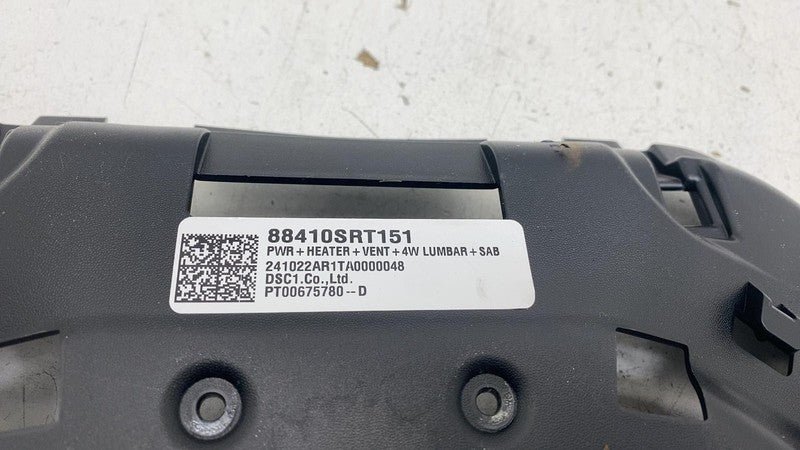 88410SRT151
PWR+HEATER+VENT+4W LUMBAR+SAB
241022AR1TA0000048
DSC1.Co.,Ltd.
PT00675780--D